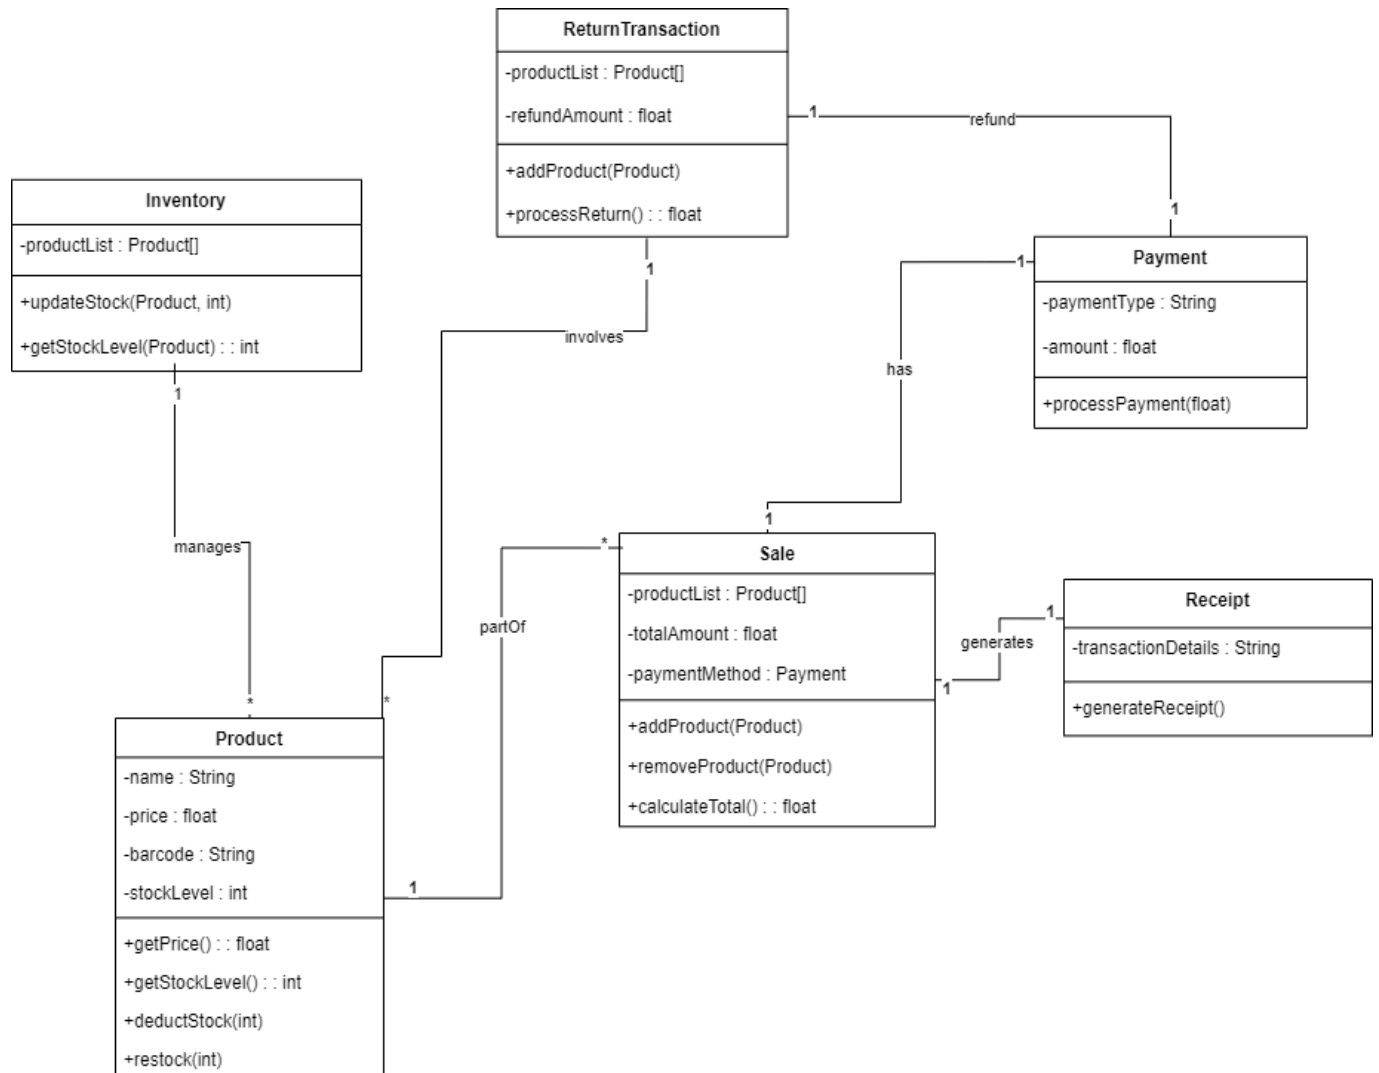 ReturnTransaction
-productList : Product[]
-refundAmount : float
+addProduct(Product)
+processReturn() : : float
1
refund
1
1
involves
*
Inventory
-productList : Product[]
+updateStock(Product, int)
+getStockLevel(Product) : : int
1
manages
*
Payment
-paymentType : String
-amount : float
+processPayment(float)
1
has
1
Sale
-productList : Product[]
-totalAmount : float
-paymentMethod : Payment
+addProduct(Product)
+removeProduct(Product)
+calculateTotal() : : float
*
partOf
1
1
generates
1
Receipt
-transactionDetails : String
+generateReceipt()
Product
-name : String
-price : float
-barcode : String
-stockLevel : int
+getPrice() : : float
+getStockLevel() : : int
+deductStock(int)
+restock(int)